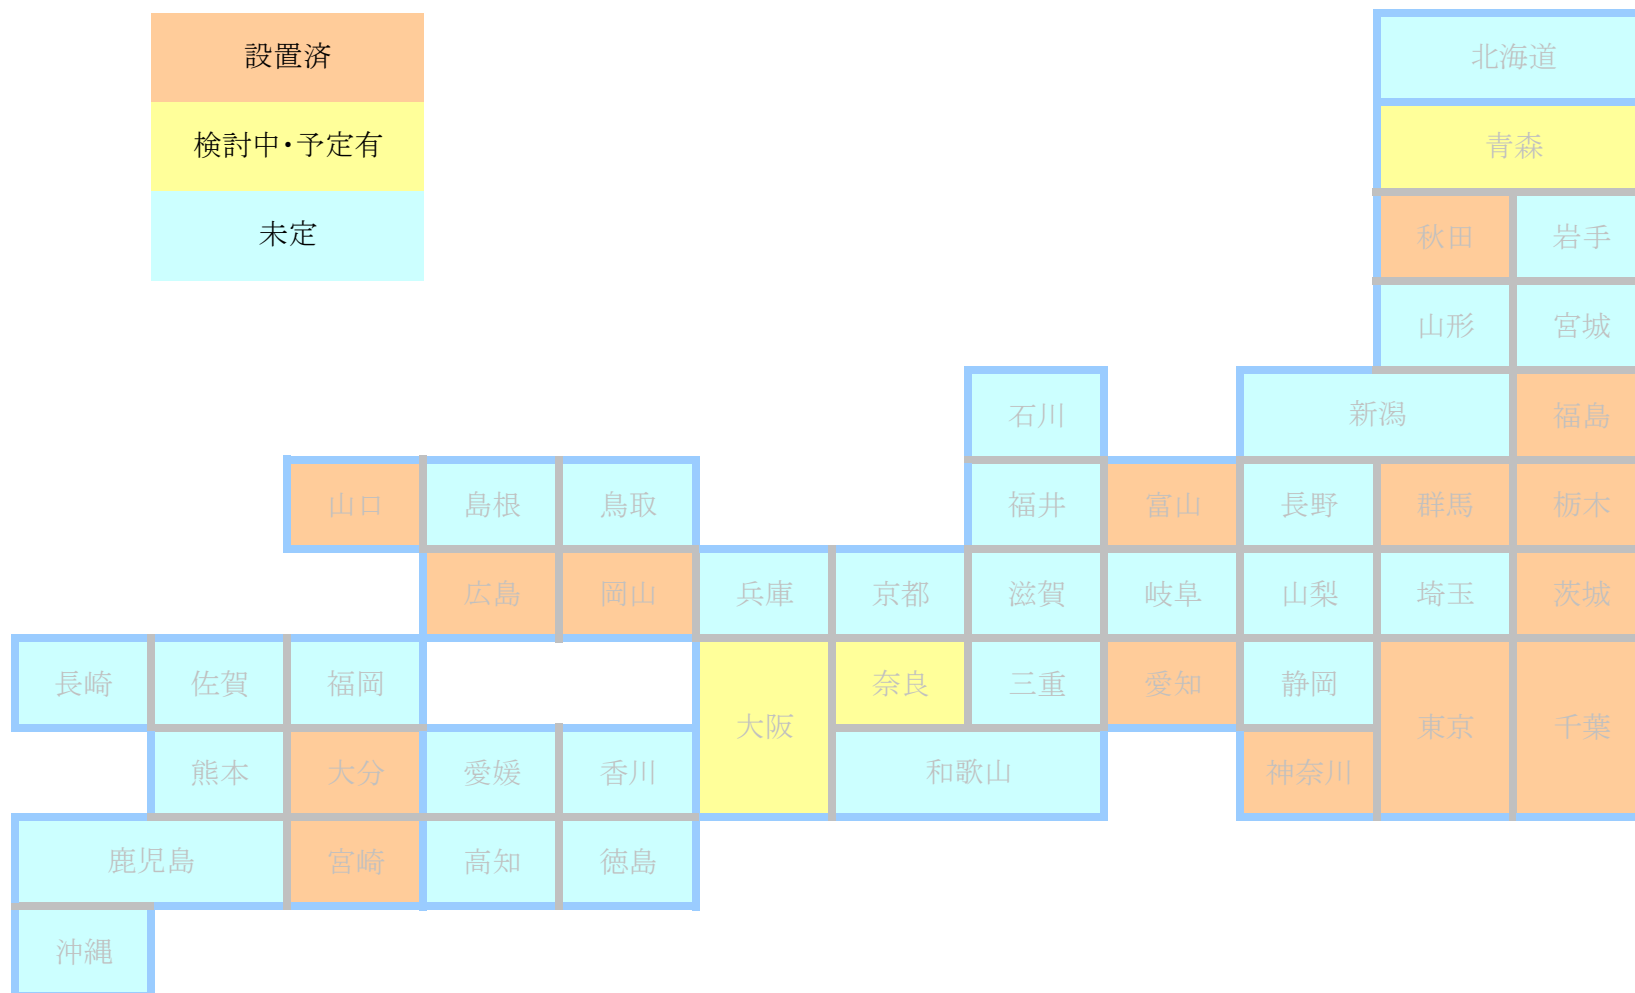 設置済
検討中・予定有
未定
北海道
青森
秋田 岩手
山形 宮城
石川 新潟 福島
山口 島根 鳥取 福井 富山 長野 群馬 栃木
広島 岡山 兵庫 京都 滋賀 岐阜 山梨 埼玉 茨城
長崎 佐賀 福岡 大阪 奈良 三重 愛知 静岡 東京 千葉
熊本 大分 愛媛 香川 和歌山 神奈川
鹿児島 宮崎 高知 徳島
沖縄